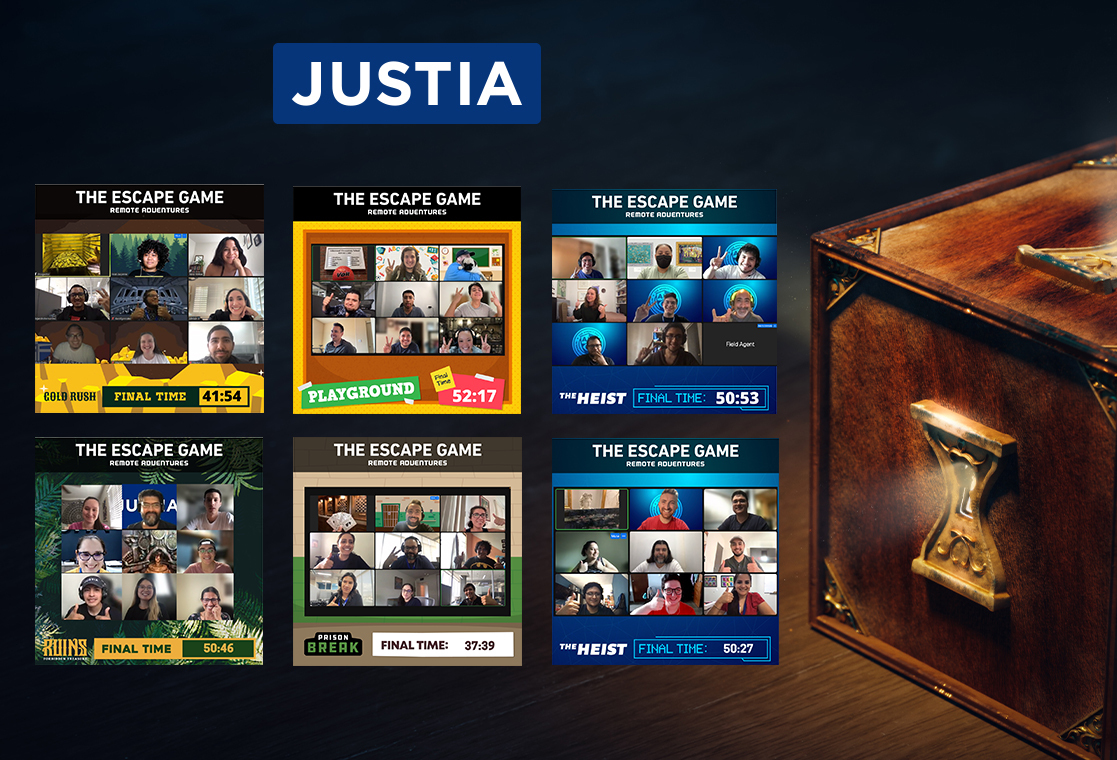 JUSTIA
THE ESCAPE GAME
REMOTE ADVENTURES
GOLD RUSH
FINAL TIME
41:54
THE ESCAPE GAME
REMOTE ADVENTURES
PLAYGROUND
Final
Time
52:17
THE ESCAPE GAME
REMOTE ADVENTURES
Field Agent
THE HEIST
FINAL TIME:
50:53
THE ESCAPE GAME
REMOTE ADVENTURES
RUINS
FINAL TIME
50:46
THE ESCAPE GAME
REMOTE ADVENTURES
PRISON
BREAK
FINAL TIME:
37:39
THE ESCAPE GAME
REMOTE ADVENTURES
THE HEIST
FINAL TIME:
50:27